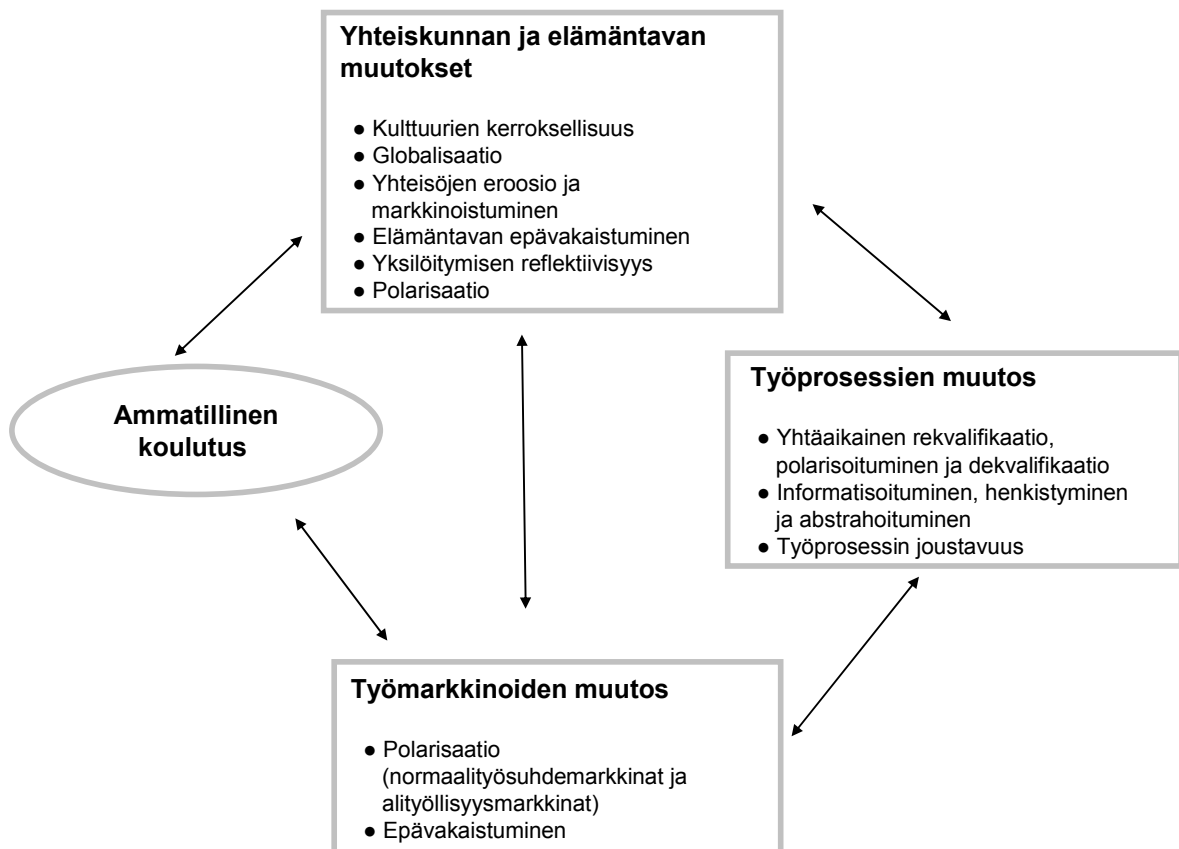 Yhteiskunnan ja elämäntavan
muutokset
● Kulttuurien kerroksellisuus
● Globalisaatio
● Yhteisöjen eroosio ja
markkinoistuminen
● Elämäntavan epävakaistuminen
● Yksilöitymisen reflektiivisyys
● Polarisaatio
Ammatillinen
koulutus
Työprosessien muutos
● Yhtäaikainen rekvalifikaatio,
polarisoituminen ja dekvalifikaatio
● Informatisoituminen, henkistyminen
ja abstrahoituminen
● Työprosessin joustavuus
Työmarkkinoiden muutos
● Polarisaatio
(normaalityösuhdemarkkinat ja
alityöllisyysmarkkinat)
● Epävakaistuminen